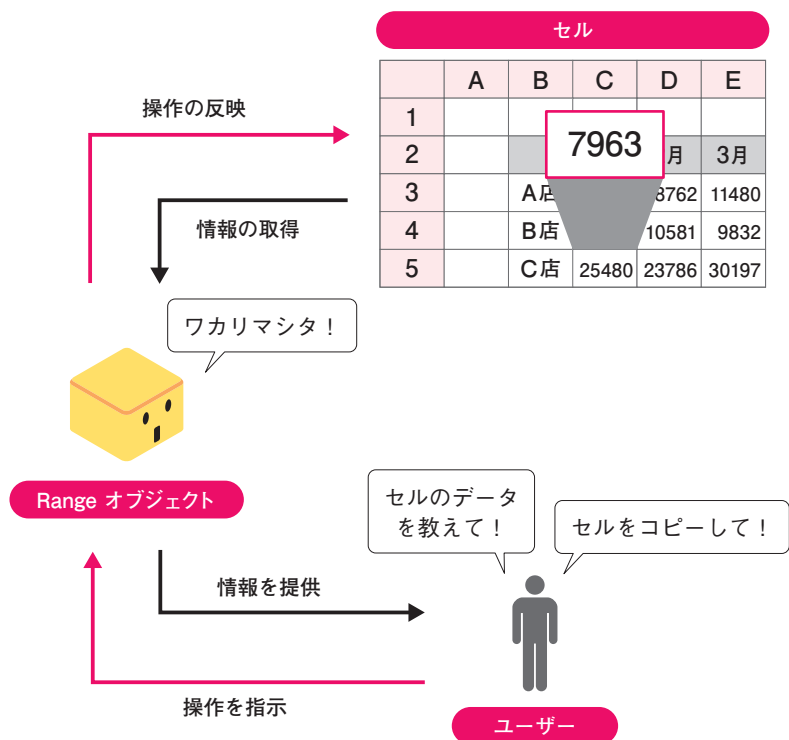 セル
A B C D E
1
7963
2 月 3月
3 A店 8762 11480
4 B店 10581 9832
5 C店 25480 23786 30197
操作の反映
情報の取得
ワカリマシタ！
Range オブジェクト
セルのデータ
を教えて！
セルをコピーして！
情報を提供
操作を指示
ユーザー